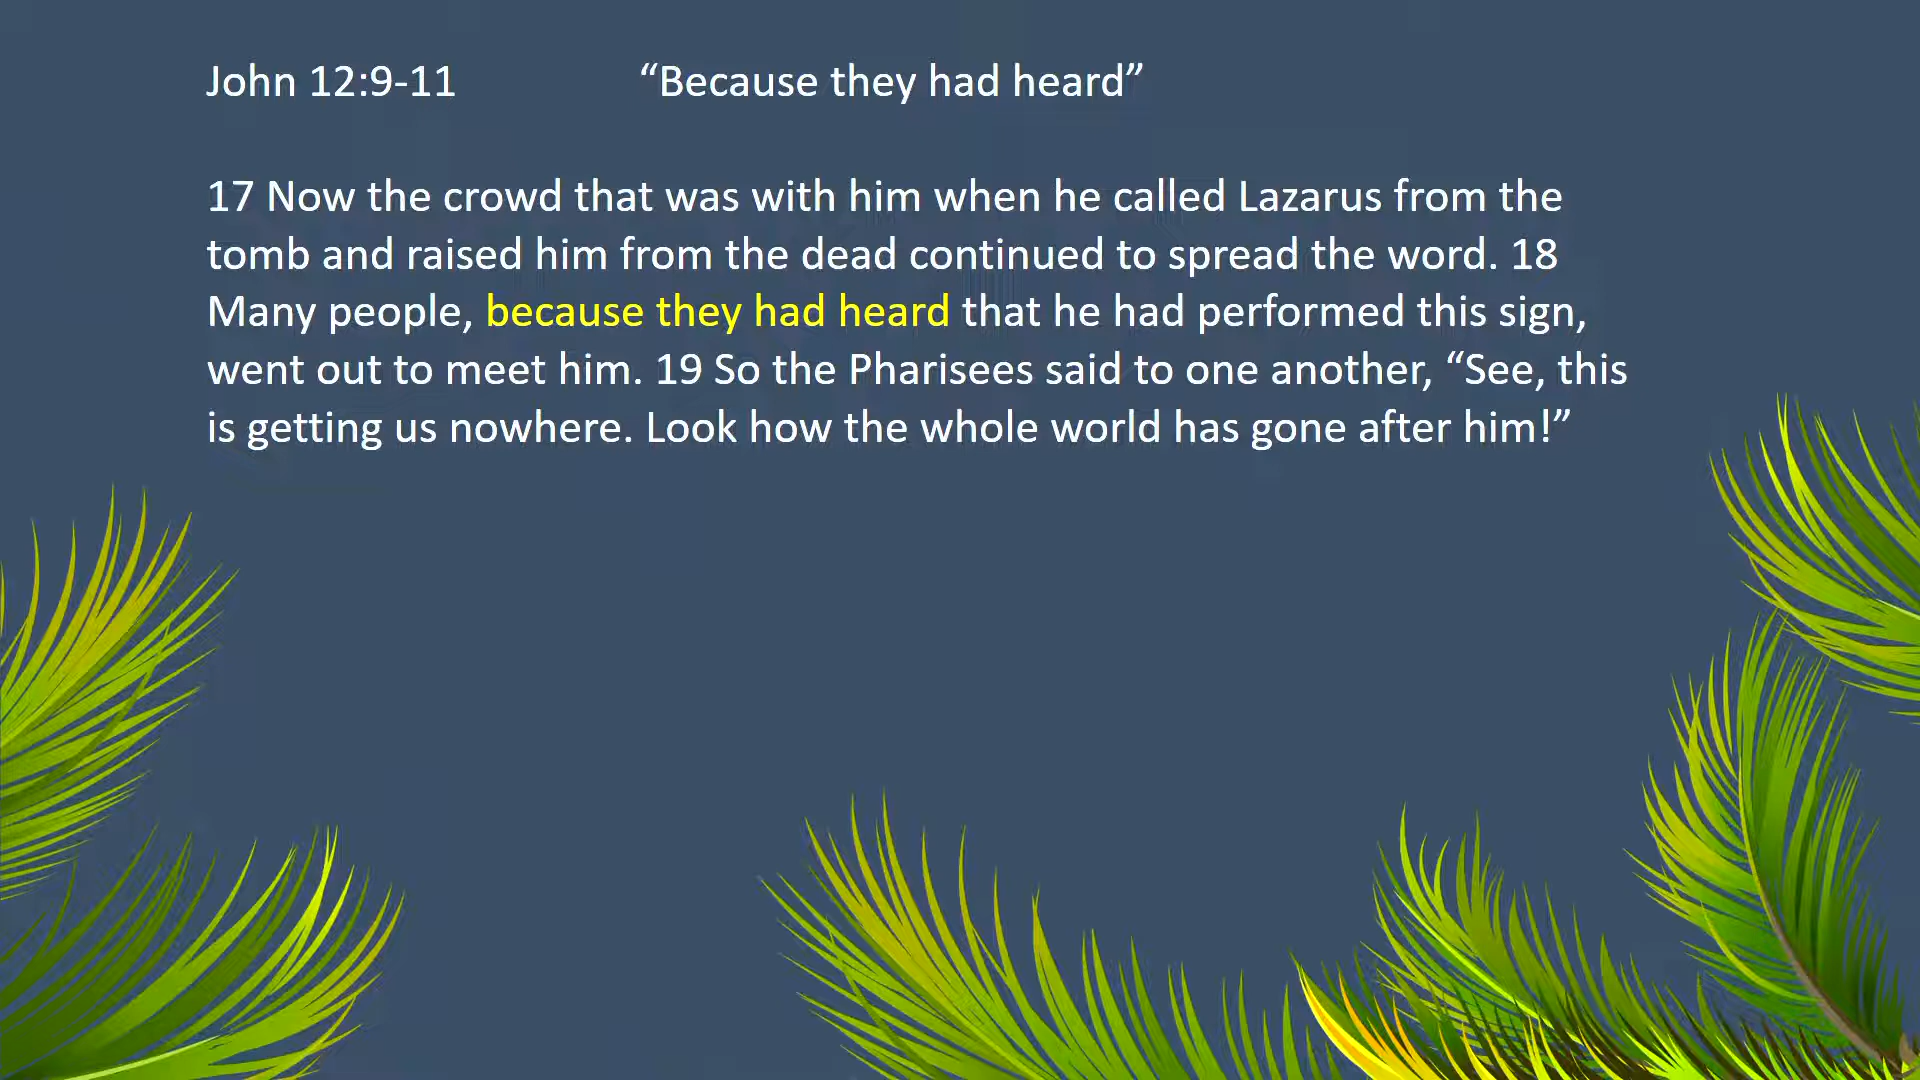 John 12:9-11 “Because they had heard”
17 Now the crowd that was with him when he called Lazarus from the
tomb and raised him from the dead continued to spread the word. 18
Many people, because they had heard that he had performed this sign,
went out to meet him. 19 So the Pharisees said to one another, “See, this
is getting us nowhere. Look how the whole world has gone after him!”